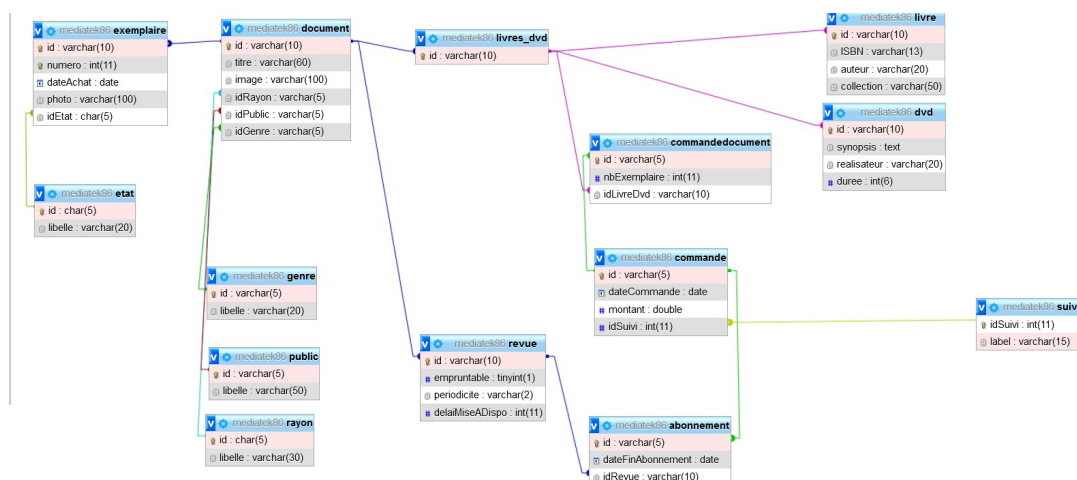 mediatek86 exemplaire
id : varchar(10)
numero : int(11)
dateAchat : date
photo : varchar(100)
idEtat : char(5)
mediatek86 etat
id : char(5)
libelle : varchar(20)
mediatek86 document
id : varchar(10)
titre : varchar(60)
image : varchar(100)
idRayon : varchar(5)
idPublic : varchar(5)
idGenre : varchar(5)
mediatek86 genre
id : varchar(5)
libelle : varchar(20)
mediatek86 public
id : varchar(5)
libelle : varchar(50)
mediatek86 rayon
id : char(5)
libelle : varchar(30)
mediatek86 livres_dvd
id : varchar(10)
mediatek86 revue
id : varchar(10)
empruntable : tinyint(1)
periodicite : varchar(2)
delaiMiseADispo : int(11)
mediatek86 commandedocument
id : varchar(5)
nbExemplaire : int(11)
idLivreDvd : varchar(10)
mediatek86 commande
id : varchar(5)
dateCommande : date
montant : double
idSuivi : int(11)
mediatek86 abonnement
id : varchar(5)
dateFinAbonnement : date
idRevue : varchar(10)
mediatek86 livre
id : varchar(10)
ISBN : varchar(13)
auteur : varchar(20)
collection : varchar(50)
mediatek86 dvd
id : varchar(10)
synopsis : text
realisateur : varchar(20)
duree : int(6)
mediatek86 suiv
idSuivi : int(11)
label : varchar(15)